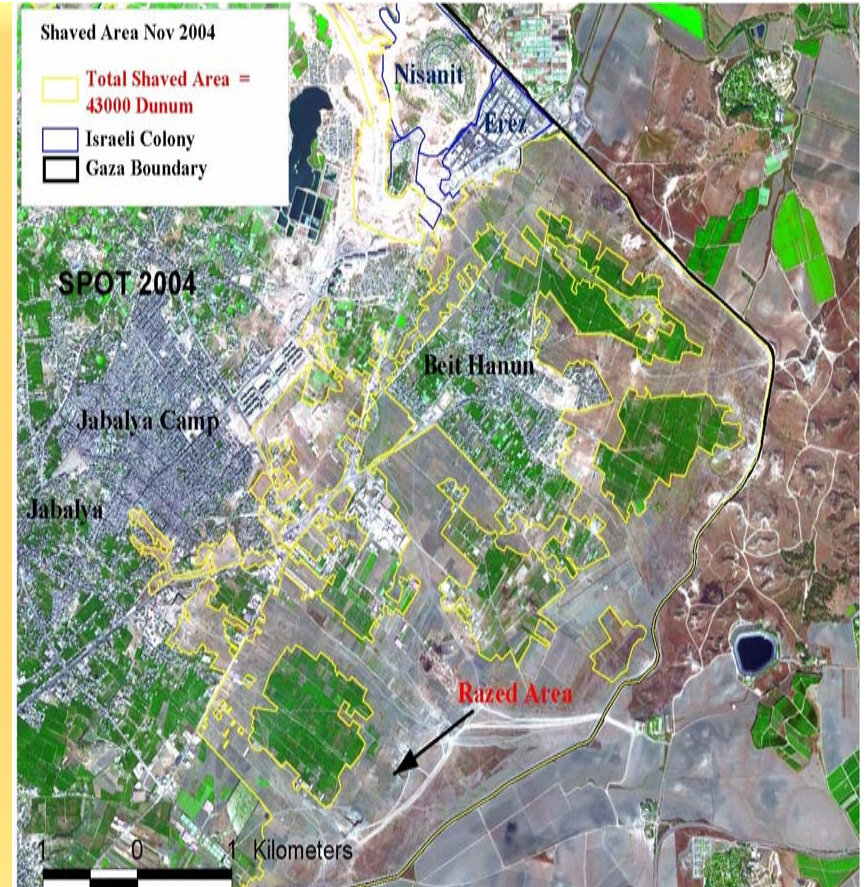 Shaved Area Nov 2004
Total Shaved Area =
43000 Dunum
Israeli Colony
Gaza Boundary
Nisanit
Erez
SPOT 2004
Beit Hanun
Jabalya Camp
Jabalya
Razed Area
1 0 1 Kilometers